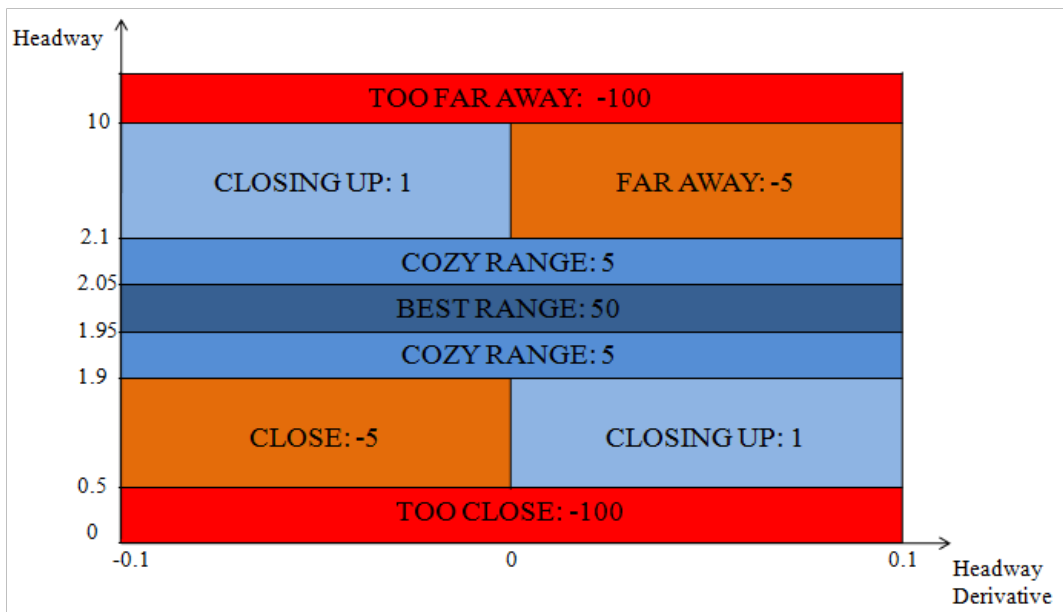 Headway
TOO FAR AWAY: -100
10
CLOSING UP: 1
FAR AWAY: -5
2.1
COZY RANGE: 5
2.05
BEST RANGE: 50
1.95
COZY RANGE: 5
1.9
CLOSE: -5
CLOSING UP: 1
0.5
TOO CLOSE: -100
0
-0.1
0
0.1
Headway
Derivative